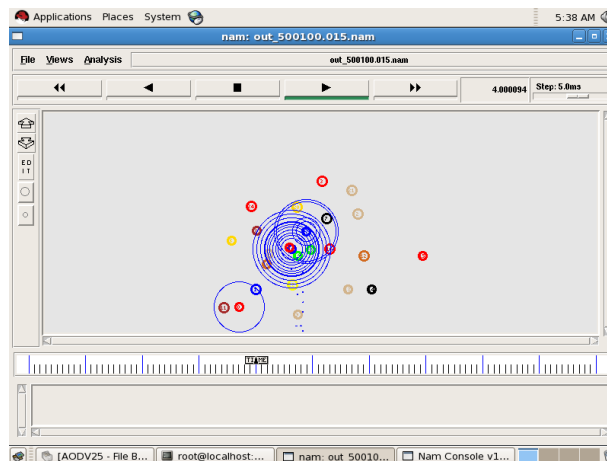 Applications Places System 5:38 AM
nam: out_500100.015.nam
File Views Analysis out_500100.015.nam
4.000094 Step: 5.0ms
ED
IT
TIME
[AODV25 - File B... root@localhost:... nam: out_50010... Nam Console v1...